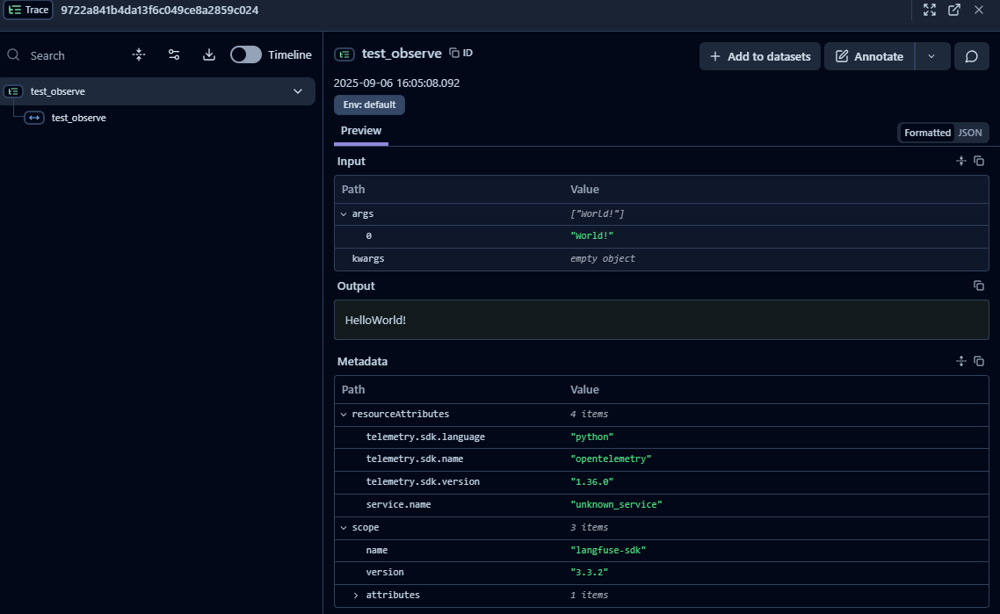 Trace 9722a841b4da13f6c049ce8a2859c024
Search Timeline
test_observe
test_observe
test_observe ID
Add to datasets Annotate
2025-09-06 16:05:08.092
Env: default
Preview
Formatted JSON
Input
Path Value
args ["World!"]
0 "World!"
kwargs empty object
Output
HelloWorld!
Metadata
Path Value
resourceAttributes 4 items
telemetry.sdk.language "python"
telemetry.sdk.name "opentelemetry"
telemetry.sdk.version "1.36.0"
service.name "unknown_service"
scope 3 items
name "langfuse-sdk"
version "3.3.2"
attributes 1 items